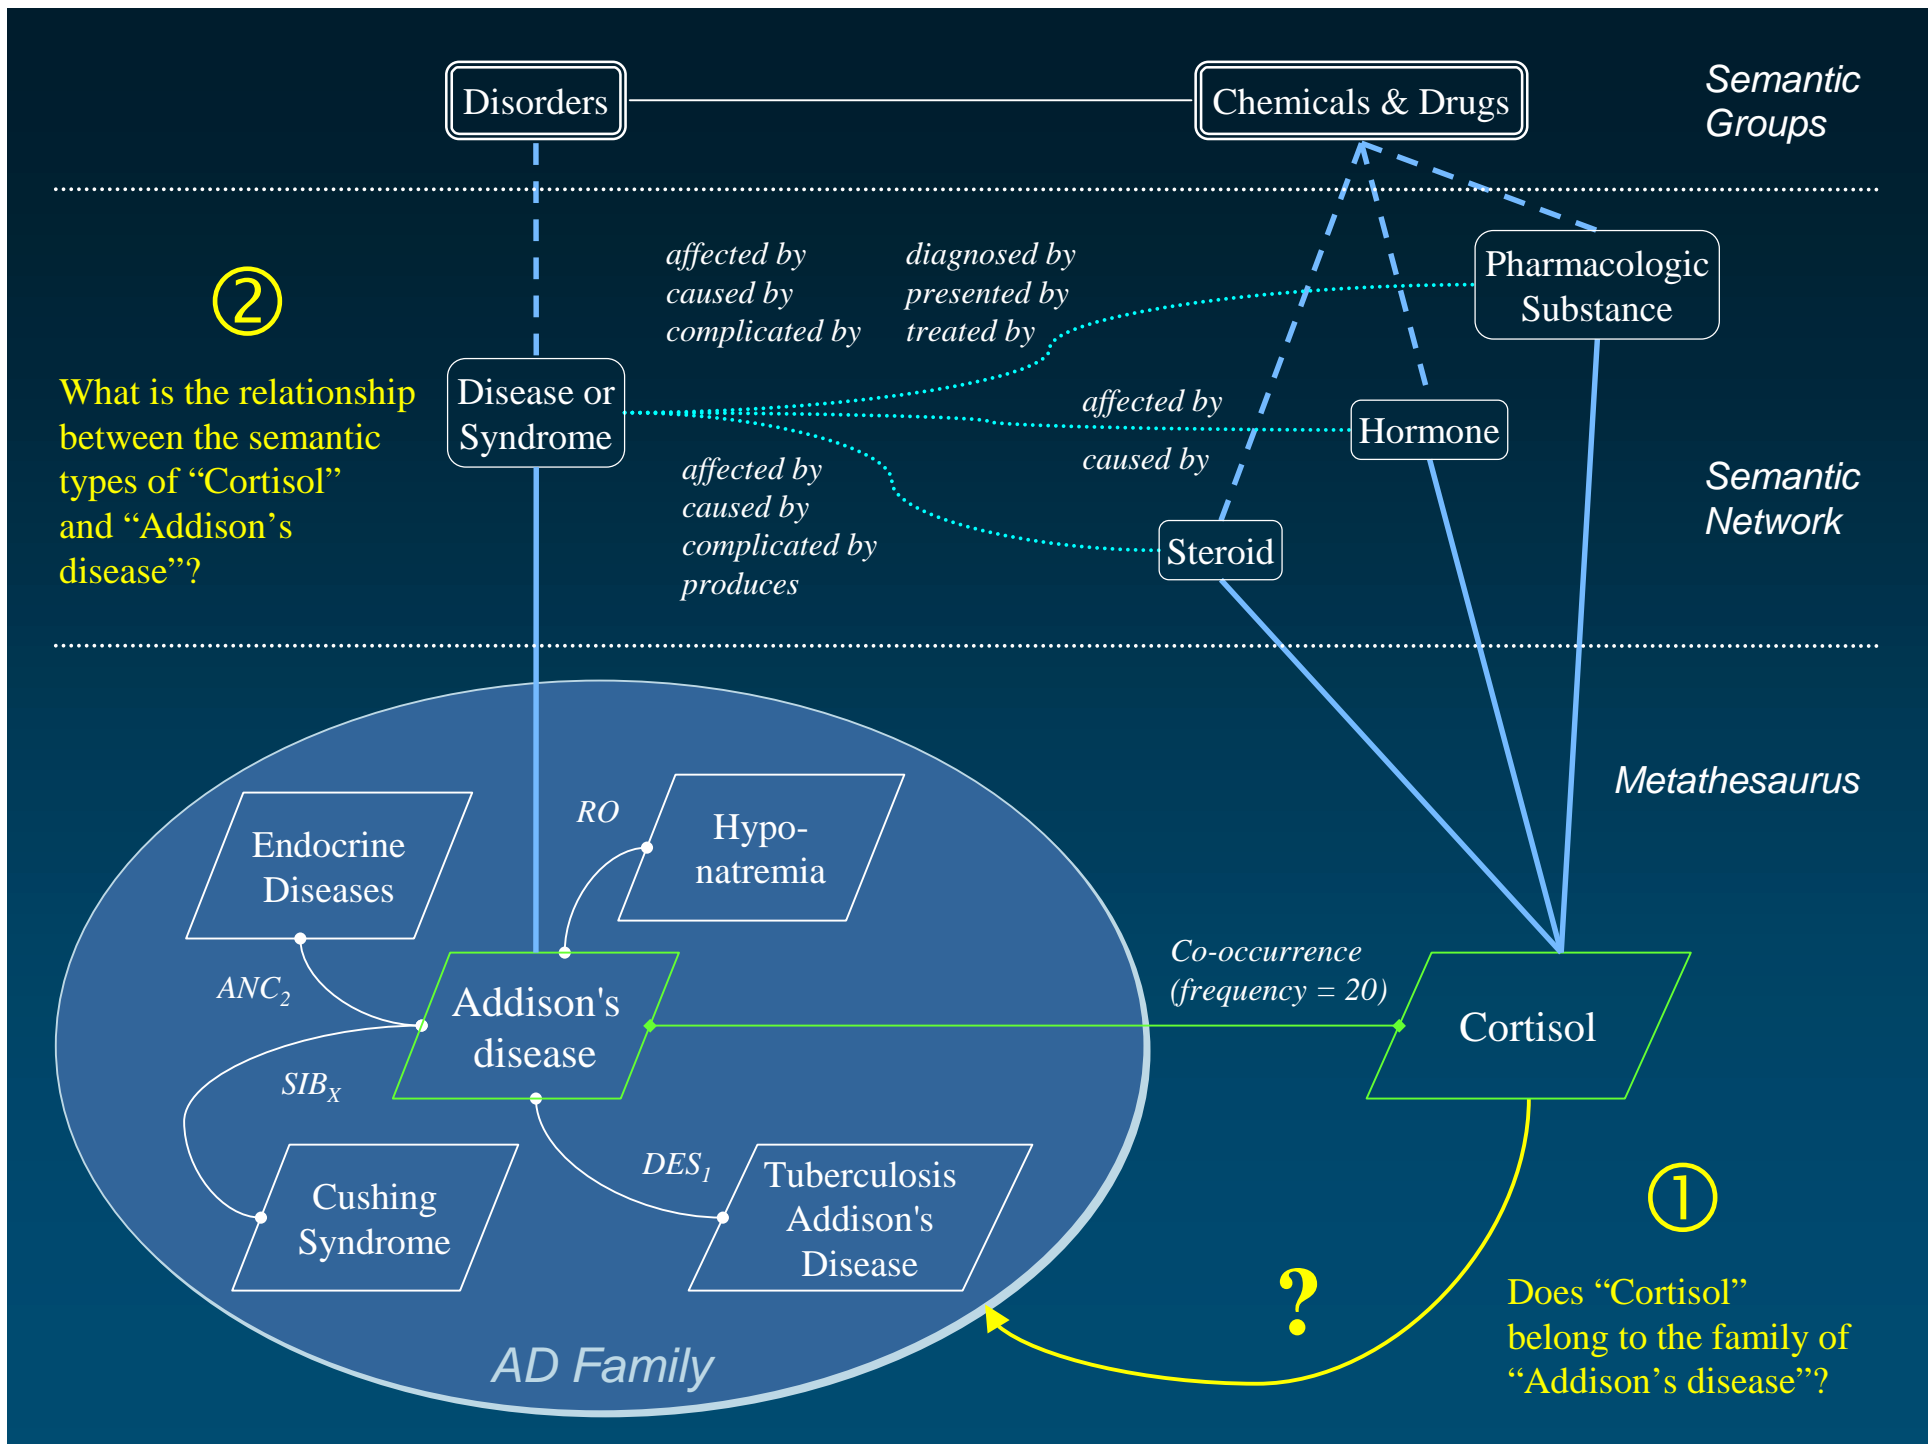 Disorders
Chemicals & Drugs
Semantic
Groups
②
What is the relationship
between the semantic
types of “Cortisol”
and “Addison’s
disease”?
affected by
caused by
complicated by
diagnosed by
presented by
treated by
Pharmacologic
Substance
Disease or
Syndrome
affected by
caused by
Hormone
affected by
caused by
complicated by
produces
Steroid
Semantic
Network
Metathesaurus
Endocrine
Diseases
RO
Hypo-
natremia
ANC2
Addison's
disease
Co-occurrence
(frequency = 20)
Cortisol
SIBX
Cushing
Syndrome
DES1
Tuberculosis
Addison's
Disease
AD Family
?
①
Does “Cortisol”
belong to the family of
“Addison’s disease”?